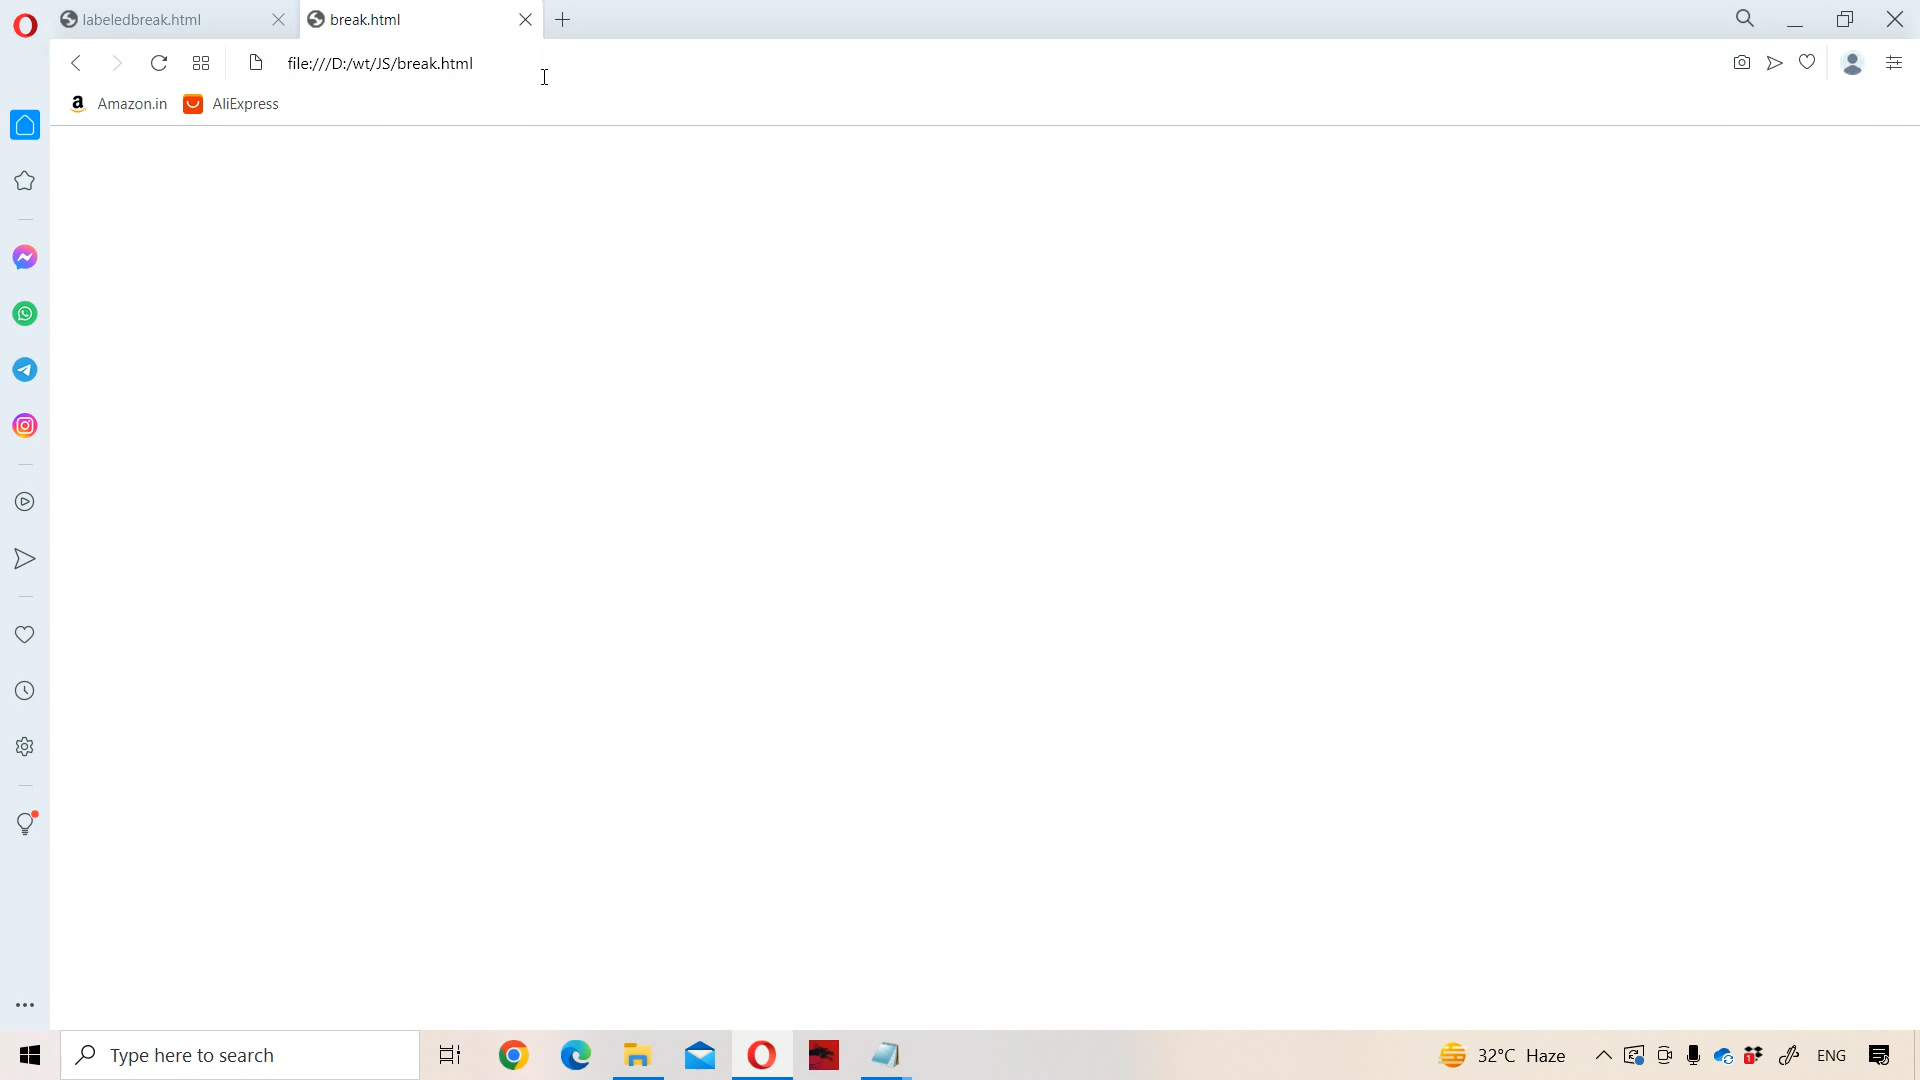 labeledbreak.html
break.html
file:///D:/wt/JS/break.html
a Amazon.in
AliExpress
Type here to search
32°C Haze
1
ENG